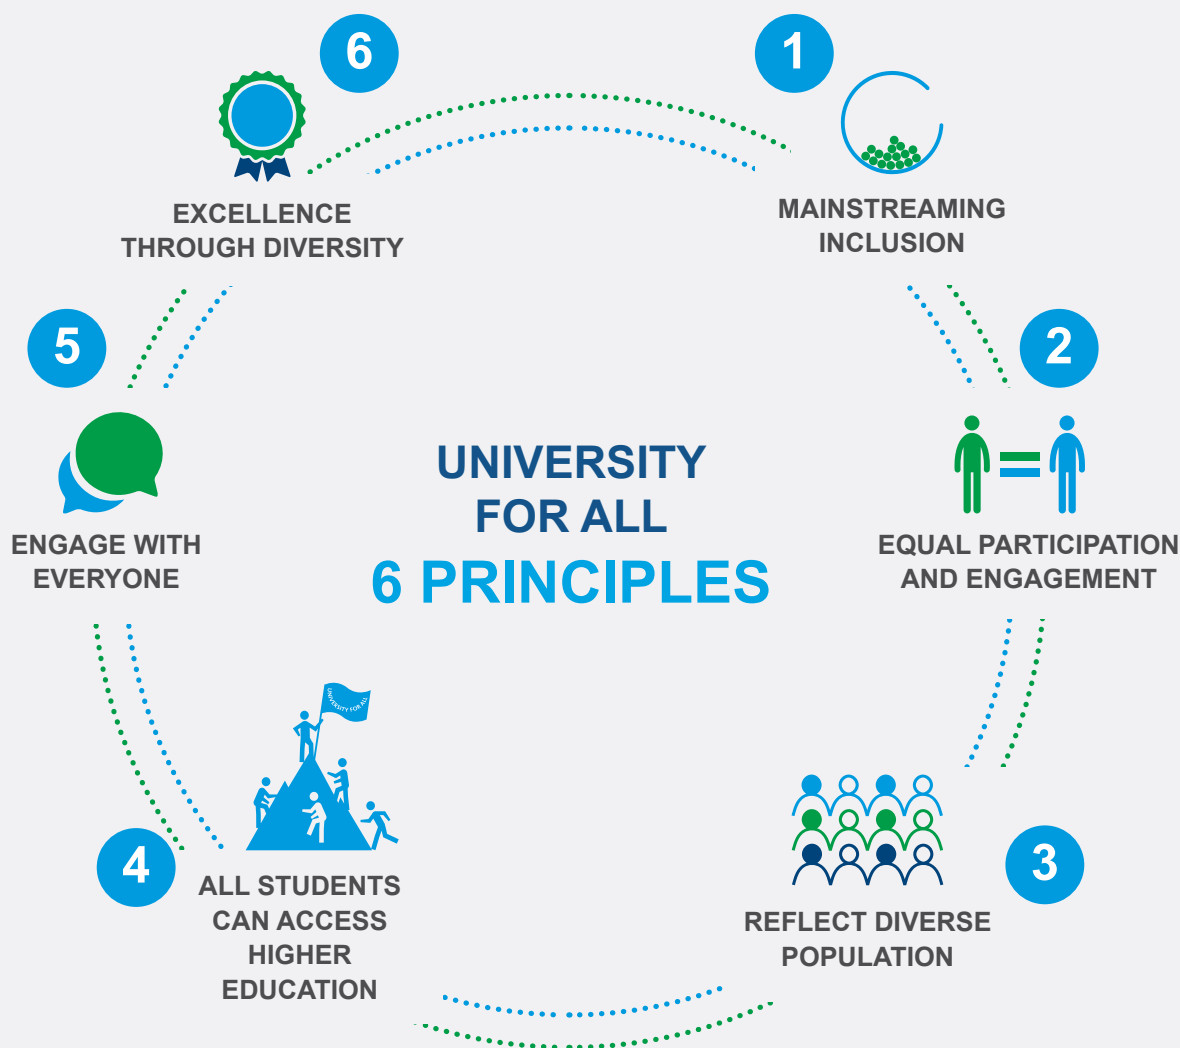 UNIVERSITY
FOR ALL
6 PRINCIPLES
1
MAINSTREAMING
INCLUSION
2
EQUAL PARTICIPATION
AND ENGAGEMENT
3
REFLECT DIVERSE
POPULATION
4
UNIVERSITY FOR ALL
ALL STUDENTS
CAN ACCESS
HIGHER
EDUCATION
5
ENGAGE WITH
EVERYONE
6
EXCELLENCE
THROUGH DIVERSITY